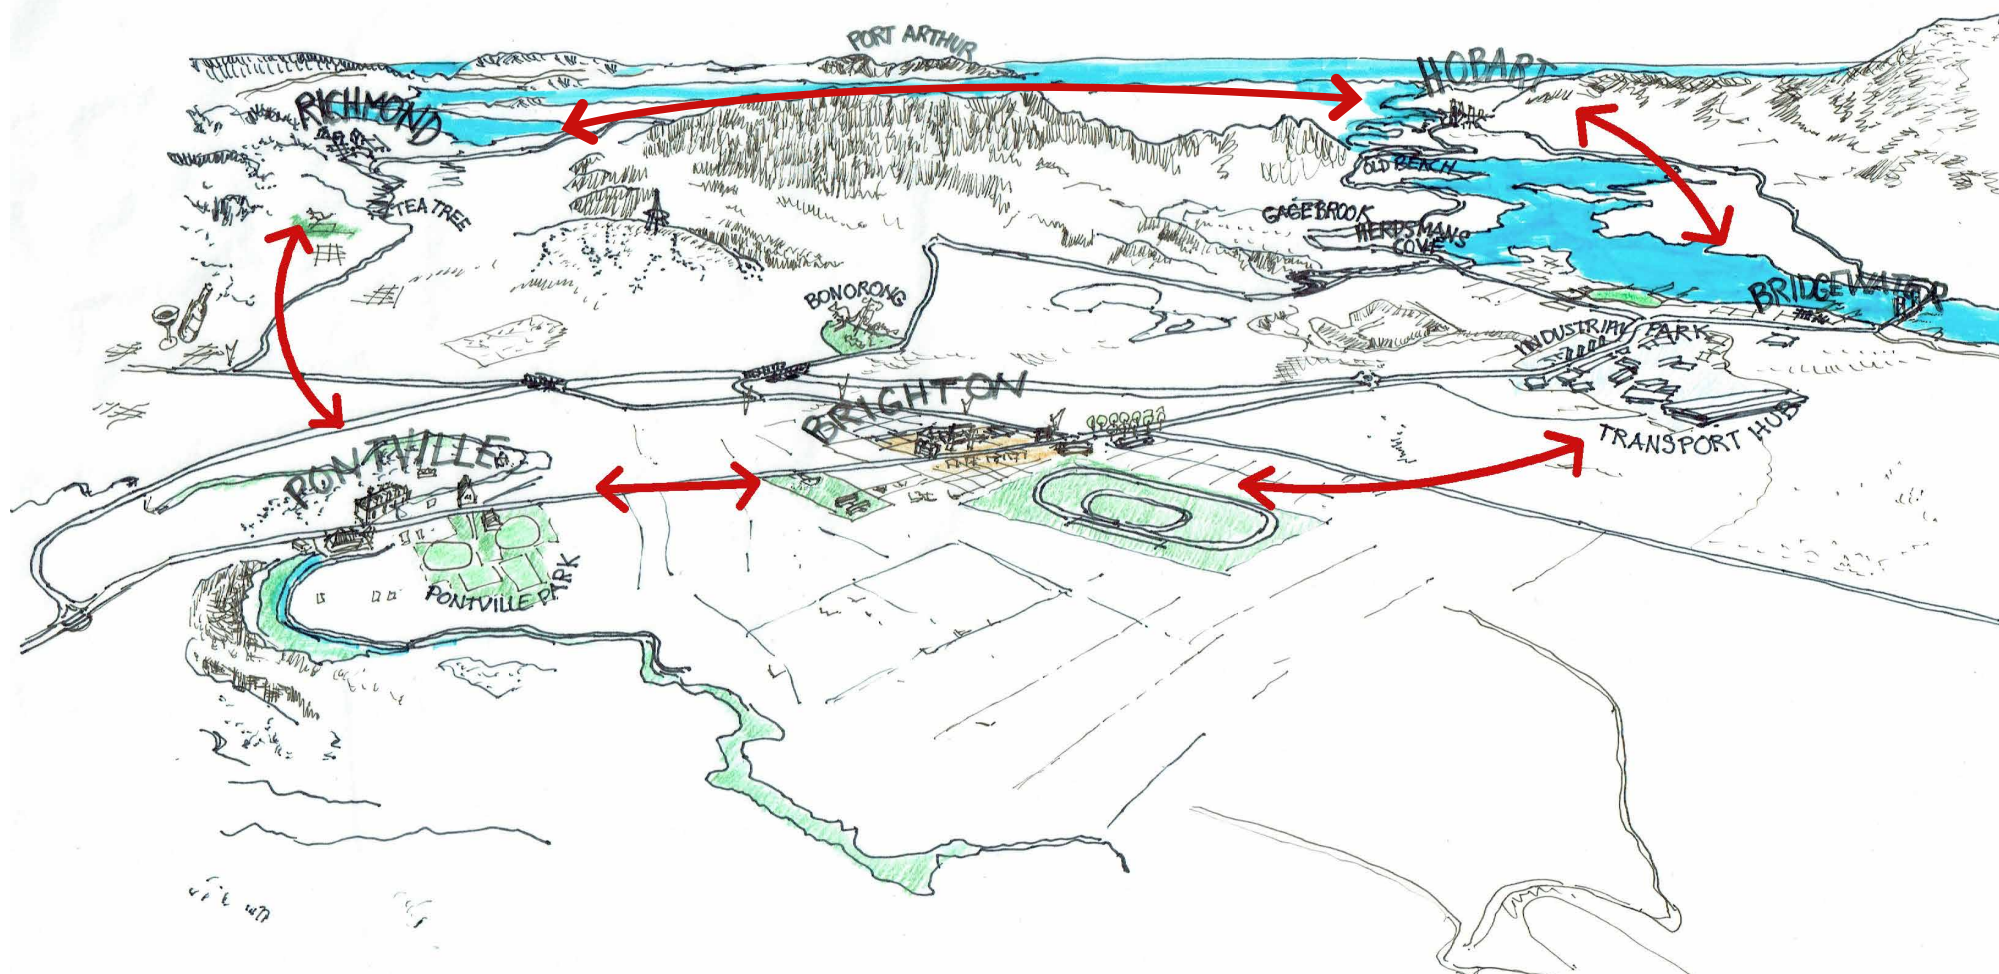 PORT ARTHUR
HOBART
RICHMOND
OLD BEACH
TEA TREE
GAGEBROOK
HERDSMANS
COVE
BONORONG
BRIDGEWATER
INDUSTRIAL PARK
BRIGHTON
TRANSPORT HUB
PONTVILLE
PONTVILLE PARK